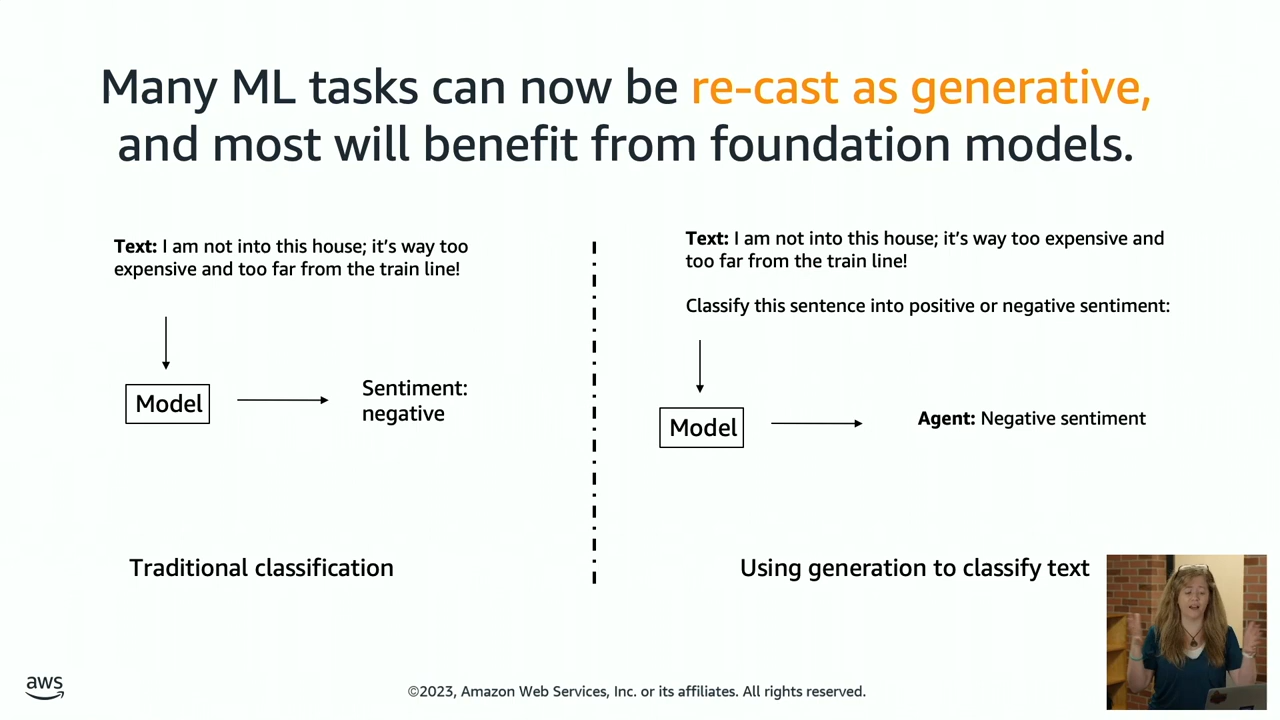 Many ML tasks can now be re-cast as generative,
and most will benefit from foundation models.
Text: I am not into this house; it's way too
expensive and too far from the train line!
Model
Sentiment:
negative
Traditional classification
Text: I am not into this house; it's way too expensive and
too far from the train line!
Classify this sentence into positive or negative sentiment:
Model
Agent: Negative sentiment
Using generation to classify text
aws
©2023, Amazon Web Services, Inc. or its affiliates. All rights reserved.